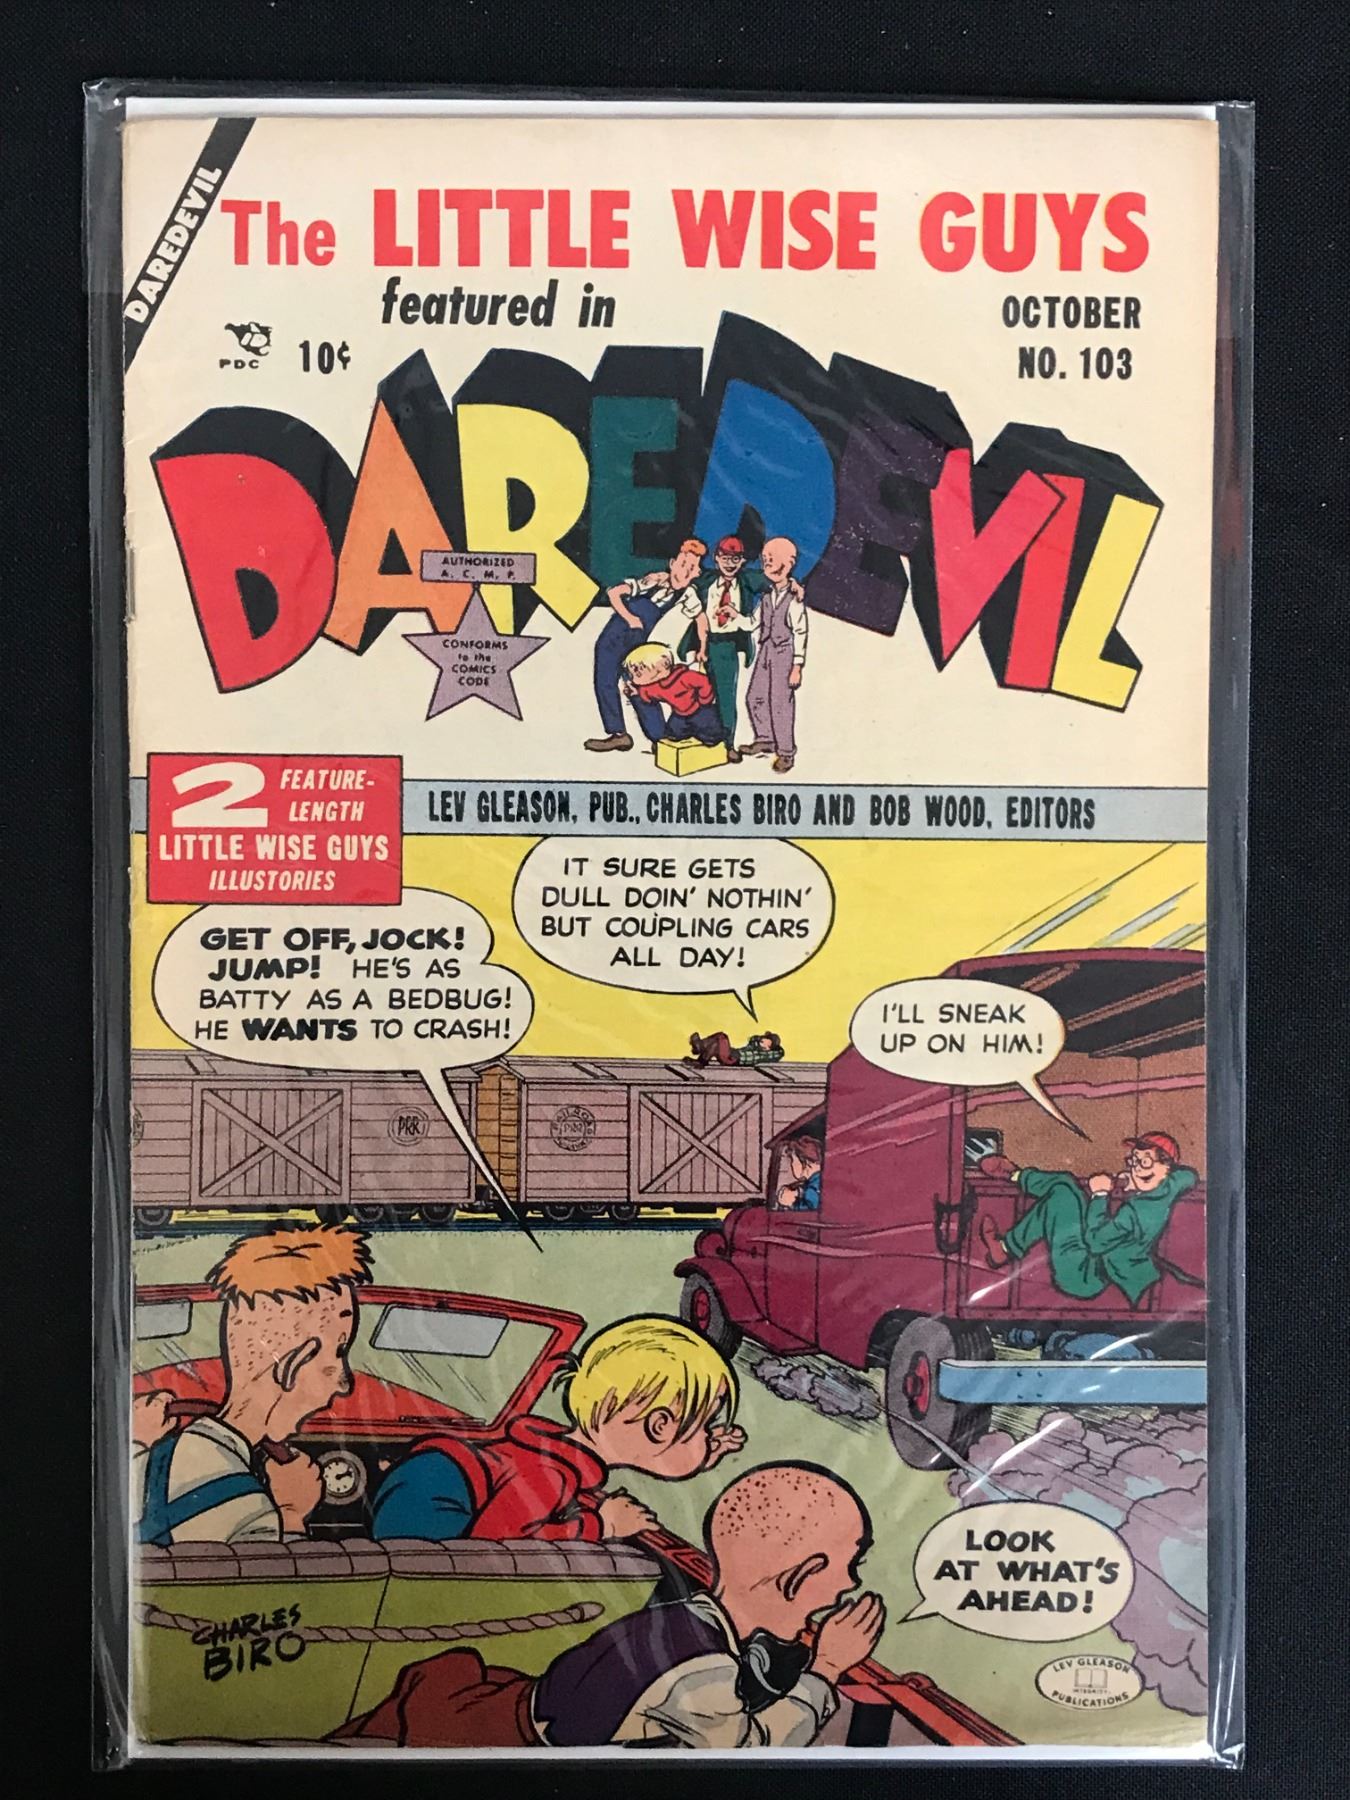 DAREDEVIL
The LITTLE WISE GUYS
featured in
OCTOBER
NO. 103
PDC
10¢
DAREDEVIL
AUTHORIZED
A. C. M. P.
CONFORMS
to the
COMICS
CODE
2 FEATURE-
LENGTH
LITTLE WISE GUYS
ILLUSTORIES
LEV GLEASON, PUB., CHARLES BIRO AND BOB WOOD, EDITORS
GET OFF, JOCK!
JUMP! HE'S AS
BATTY AS A BEDBUG!
HE WANTS TO CRASH!
IT SURE GETS
DULL DOIN' NOTHIN'
BUT COUPLING CARS
ALL DAY!
I'LL SNEAK
UP ON HIM!
PRR
LOOK
AT WHAT'S
AHEAD!
CHARLES
BIRO
LEV GLEASON
INTEGRITY
PUBLICATIONS